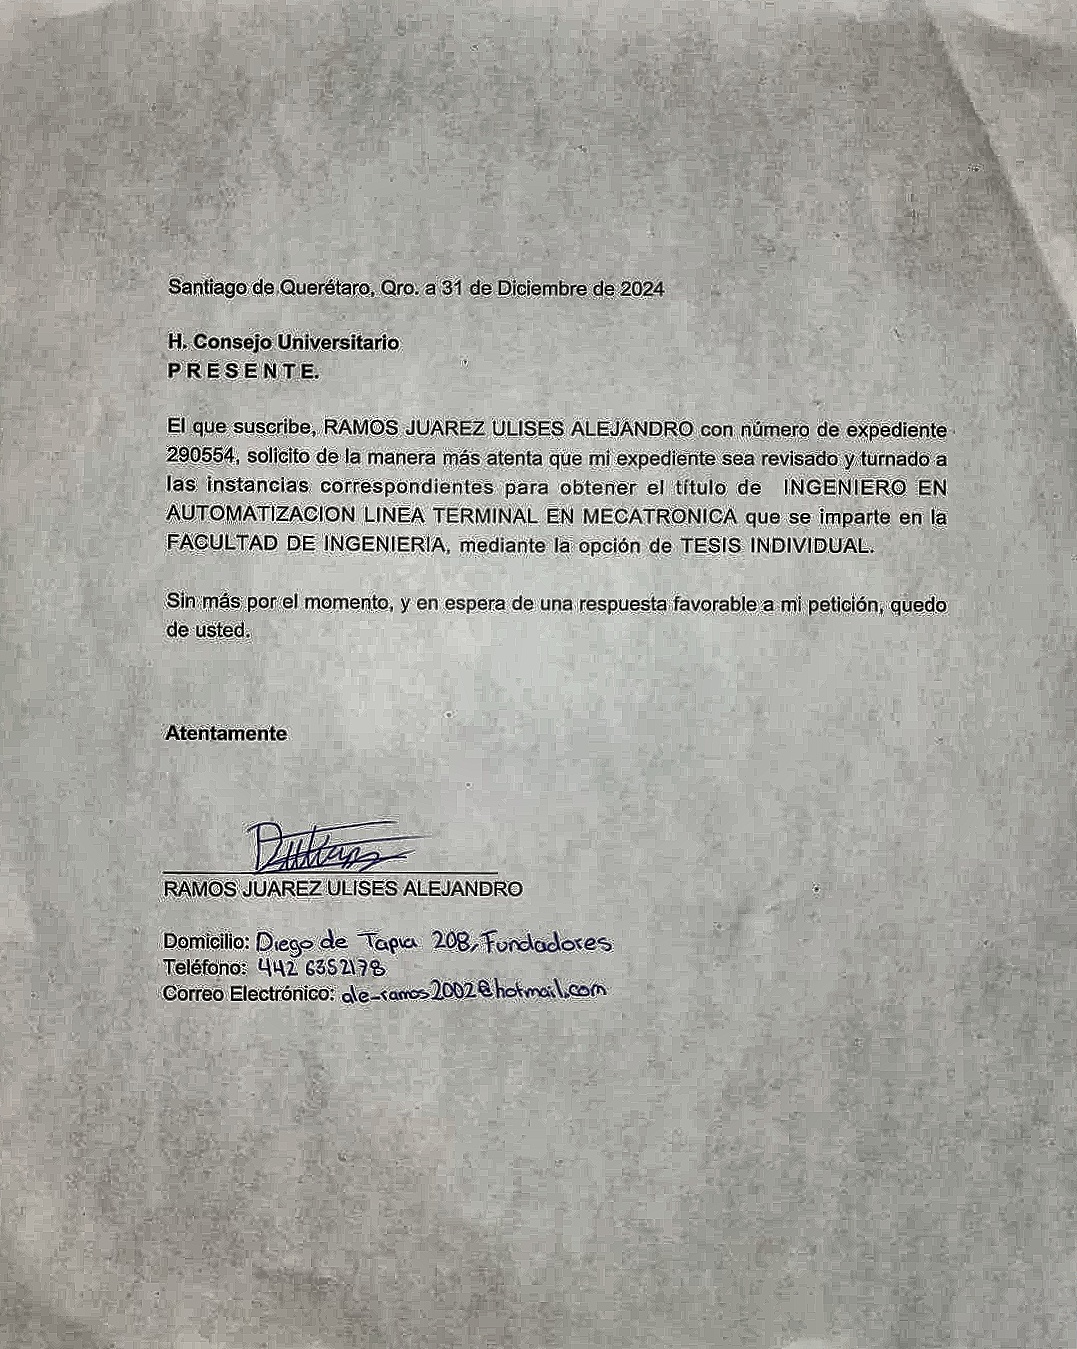 Santiago de Querétaro, Qro. a 31 de Diciembre de 2024
H. Consejo Universitario
P R E S E N T E.
El que suscribe, RAMOS JUAREZ ULISES ALEJANDRO con número de expediente
290554, solicito de la manera más atenta que mi expediente sea revisado y turnado a
las instancias correspondientes para obtener el título de INGENIERO EN
AUTOMATIZACION LINEA TERMINAL EN MECATRONICA que se imparte en la
FACULTAD DE INGENIERIA, mediante la opción de TESIS INDIVIDUAL.
Sin más por el momento, y en espera de una respuesta favorable a mi petición, quedo
de usted.
Atentamente
RAMOS JUAREZ ULISES ALEJANDRO
Domicilio: Diego de Tapia 208, Fundadores
Teléfono: 442 6352178
Correo Electrónico: ale-ramos2002@hotmail.com